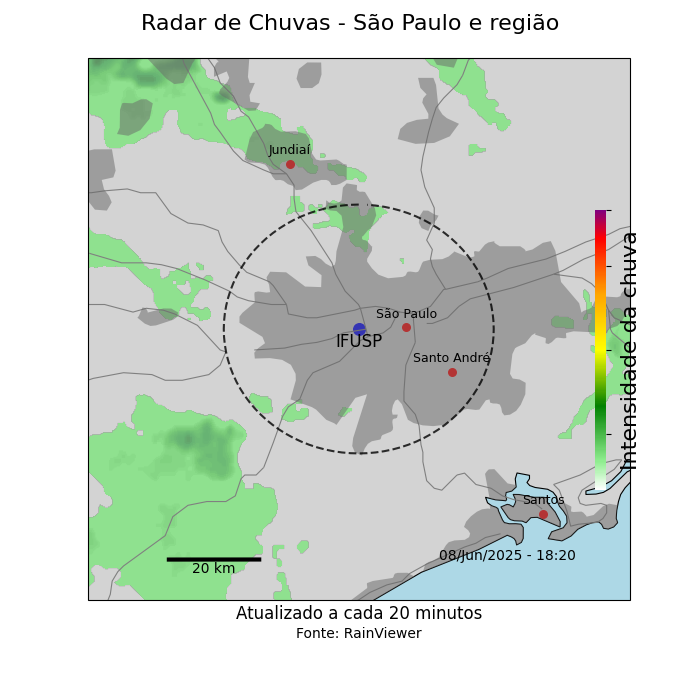 Radar de Chuvas - São Paulo e região
Jundiaí
São Paulo
IFUSP
Santo André
Intensidade da chuva
Santos
08/Jun/2025 - 18:20
20 km
Atualizado a cada 20 minutos
Fonte: RainViewer